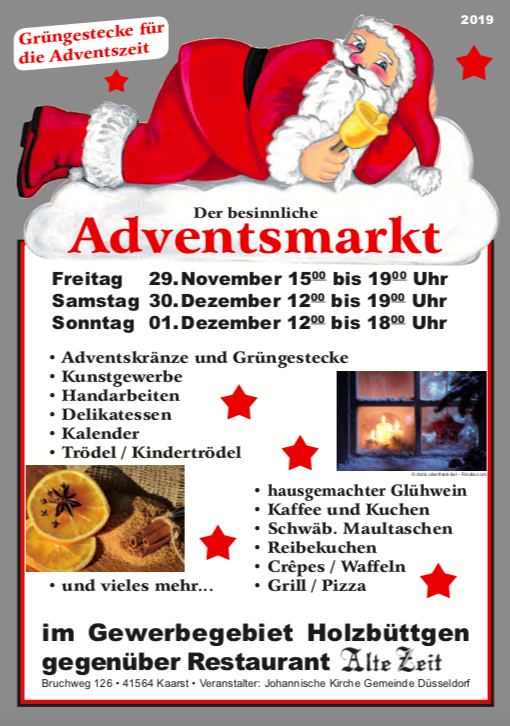 2019
Grüngestecke für
die Adventszeit
Der besinnliche
Adventsmarkt
Freitag 29. November 15⁰⁰ bis 19⁰⁰ Uhr
Samstag 30. Dezember 12⁰⁰ bis 19⁰⁰ Uhr
Sonntag 01. Dezember 12⁰⁰ bis 18⁰⁰ Uhr
• Adventskränze und Grüngestecke
• Kunstgewerbe
• Handarbeiten
• Delikatessen
• Kalender
• Trödel / Kindertrödel
• hausgemachter Glühwein
• Kaffee und Kuchen
• Schwäb. Maultaschen
• Reibekuchen
• Crêpes / Waffeln
• Grill / Pizza
• und vieles mehr...
im Gewerbegebiet Holzbüttgen
gegenüber Restaurant Alte Zeit
Bruchweg 126 • 41564 Kaarst • Veranstalter: Johannische Kirche Gemeinde Düsseldorf